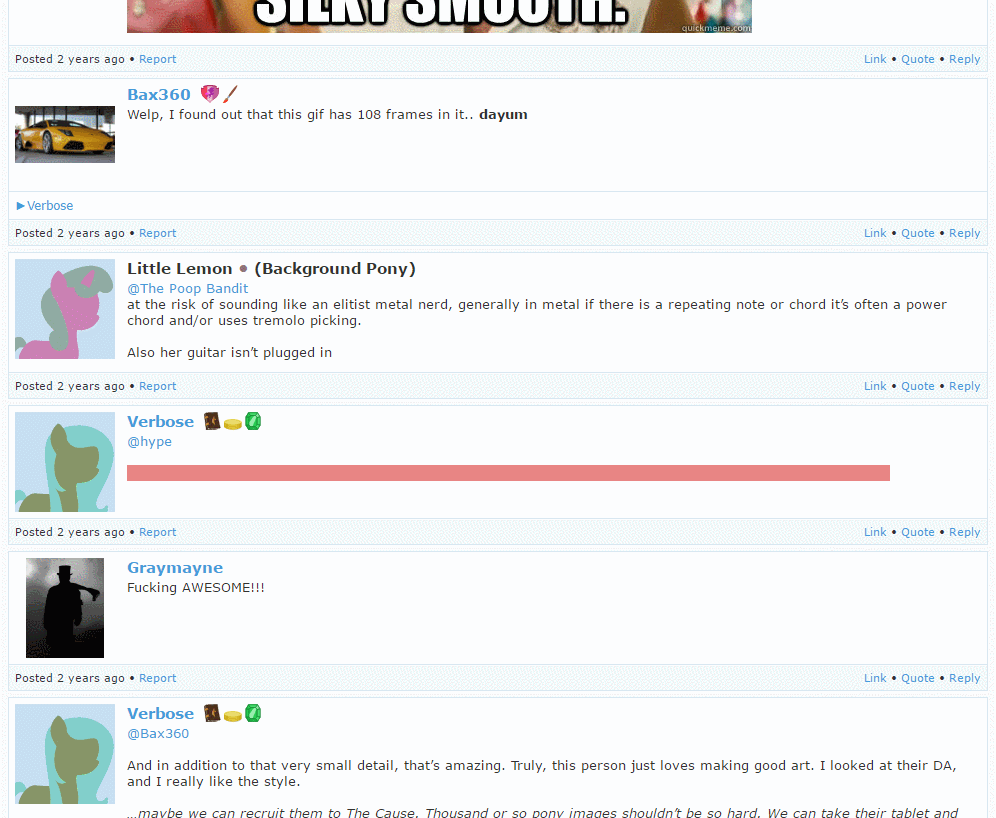 SILKY SMOOTH.
quickmeme.com
Posted 2 years ago • Report
Link • Quote • Reply
Bax360
Welp, I found out that this gif has 108 frames in it.. dayum
►Verbose
Posted 2 years ago • Report
Link • Quote • Reply
Little Lemon • (Background Pony)
@The Poop Bandit
at the risk of sounding like an elitist metal nerd, generally in metal if there is a repeating note or chord it’s often a power
chord and/or uses tremolo picking.
Also her guitar isn’t plugged in
Posted 2 years ago • Report
Link • Quote • Reply
Verbose
@hype
Posted 2 years ago • Report
Link • Quote • Reply
Graymayne
Fucking AWESOME!!!
Posted 2 years ago • Report
Link • Quote • Reply
Verbose
@Bax360
And in addition to that very small detail, that’s amazing. Truly, this person just loves making good art. I looked at their DA,
and I really like the style.
…maybe we can recruit them to The Cause. Thousand or so pony images shouldn’t be so hard. We can take their tablet and